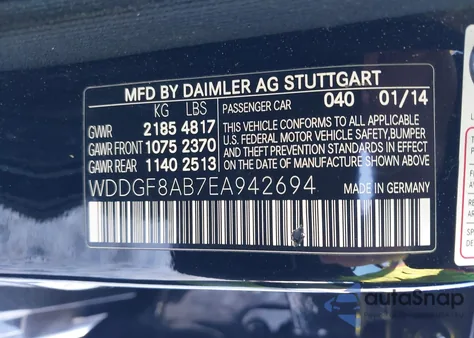 MFD BY DAIMLER AG STUTTGART
KG LBS
GVWR 2185 4817
GAWR FRONT 1075 2370
GAWR REAR 1140 2513
PASSENGER CAR 040 01/14
THIS VEHICLE CONFORMS TO ALL APPLICABLE
U.S. FEDERAL MOTOR VEHICLE SAFETY,BUMPER
AND THEFT PREVENTION STANDARDS IN EFFECT
ON THE DATE OF MANUFACTURE SHOWN ABOVE.
WDDGF8AB7EA942694 MADE IN GERMANY
autoSnap